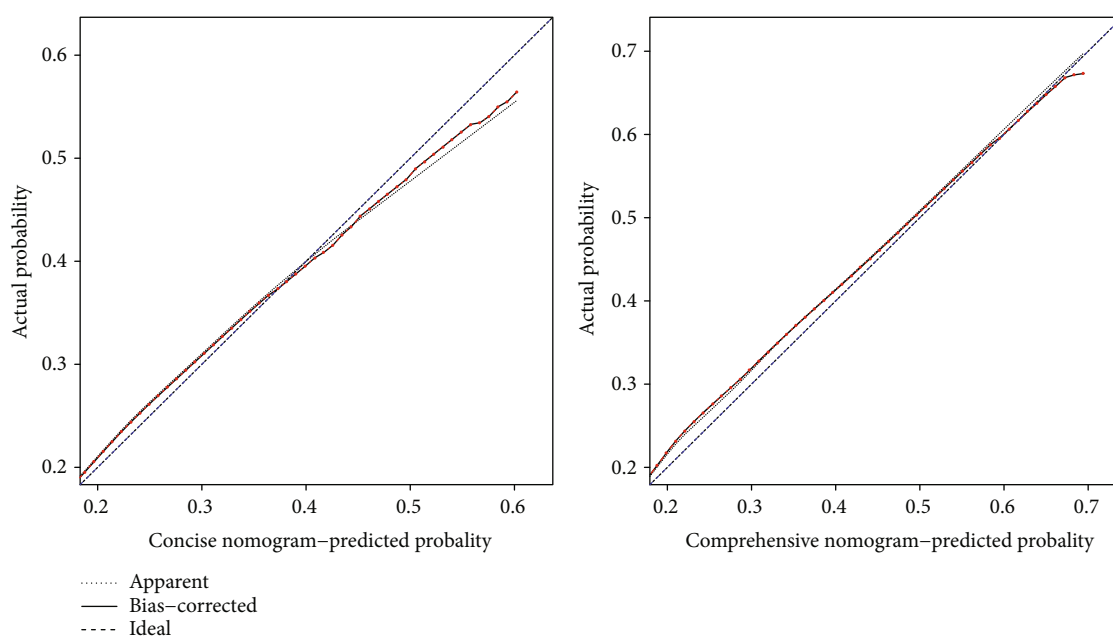 0.6
0.5
0.4
0.3
0.2
Actual probability
0.2 0.3 0.4 0.5 0.6
Concise nomogram−predicted probality
0.7
0.6
0.5
0.4
0.3
0.2
Actual probability
0.2 0.3 0.4 0.5 0.6 0.7
Comprehensive nomogram−predicted probality
Apparent
Bias−corrected
Ideal